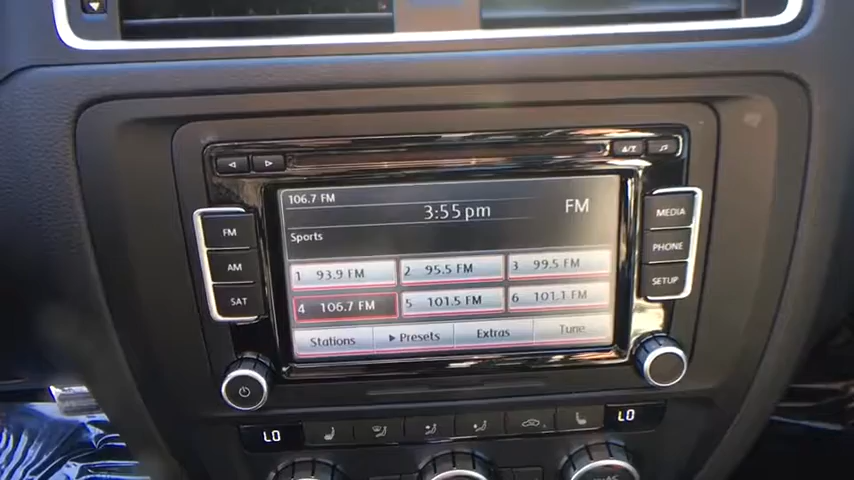 A/T
106.7 FM
3:55 pm
FM
Sports
FM
AM
SAT
MEDIA
PHONE
SETUP
1 93.9 FM
2 95.5 FM
3 99.5 FM
4 106.7 FM
5 101.5 FM
6 101.1 FM
Stations
Presets
Extras
Tune
LO
LO